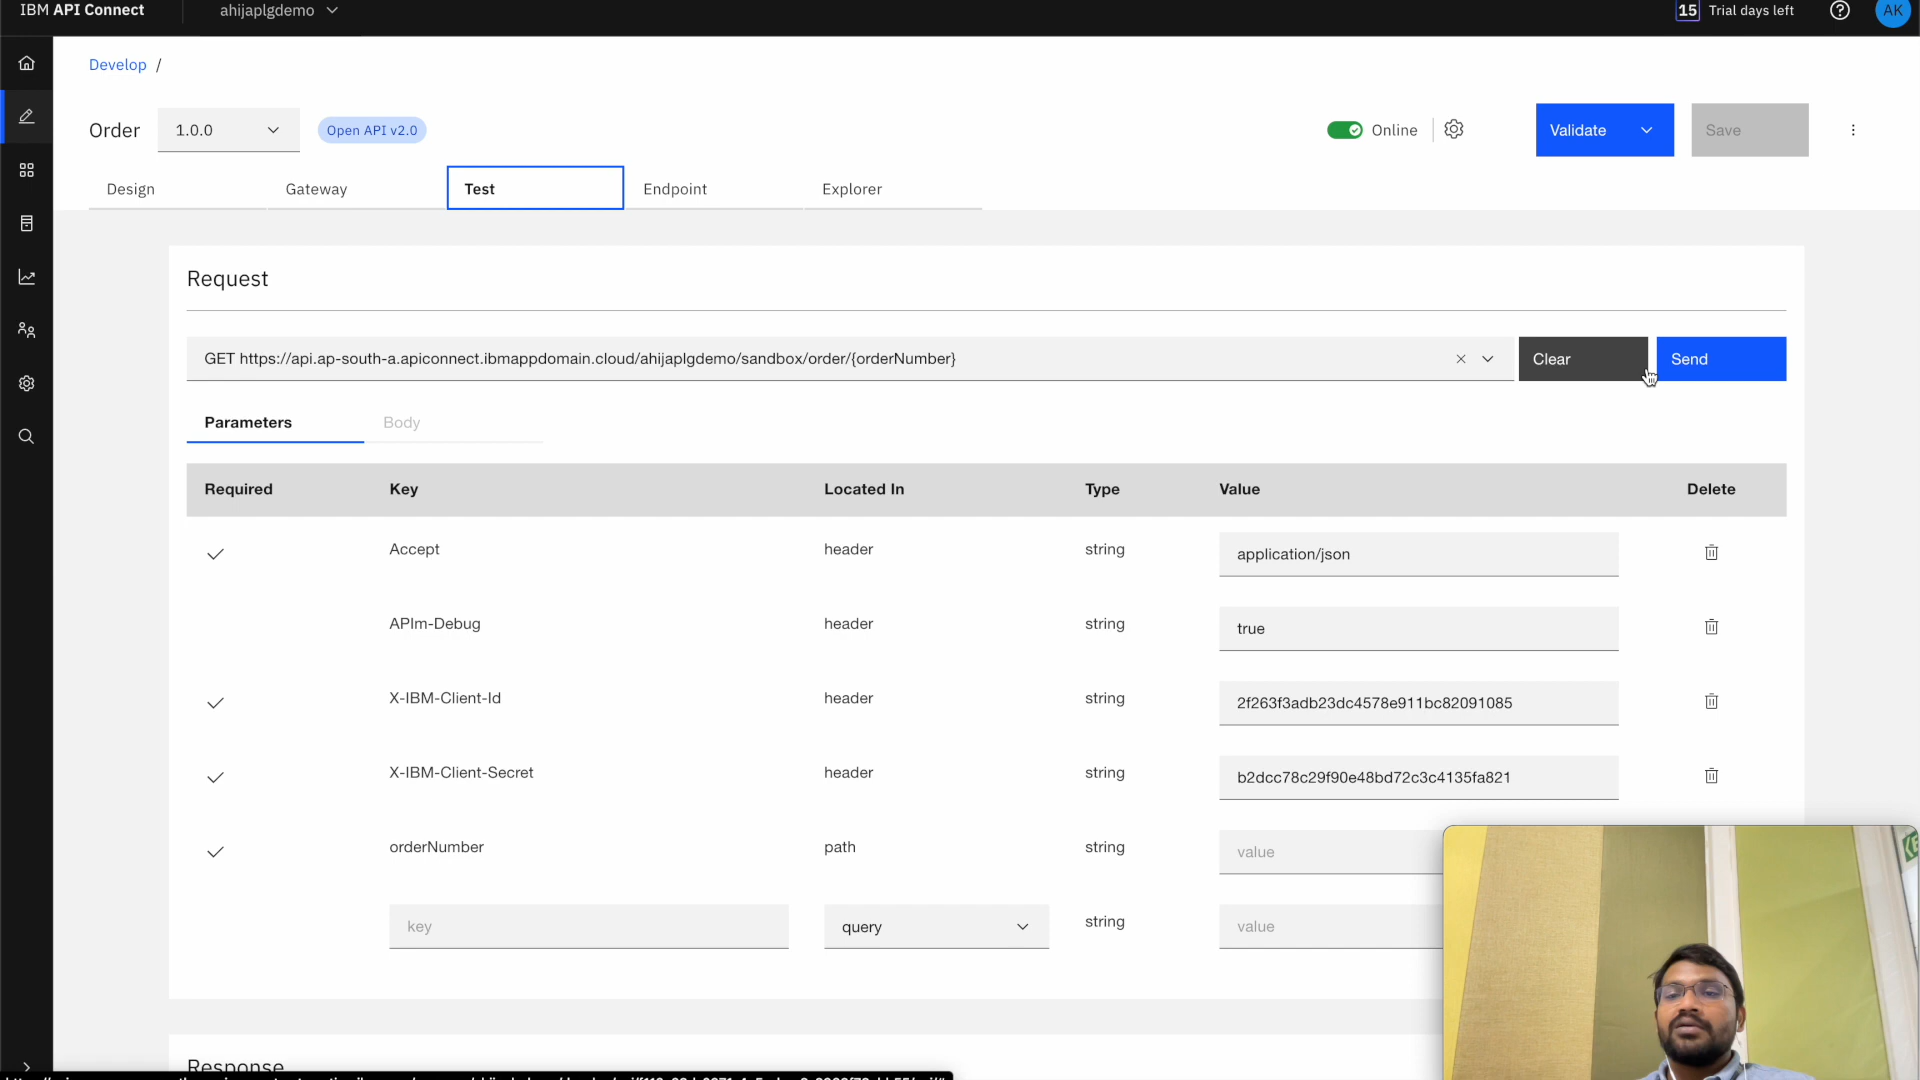 IBM API Connect
ahijaplgdemo
15 Trial days left
AK
Develop /
Order
1.0.0
Open API v2.0
Online
Validate
Save
Design
Gateway
Test
Endpoint
Explorer
Request
GET https://api.ap-south-a.apiconnect.ibmappdomain.cloud/ahijaplgdemo/sandbox/order/{orderNumber}
Clear
Send
Parameters
Body
Required Key Located In Type Value Delete
Accept header string application/json
APIm-Debug header string true
X-IBM-Client-Id header string 2f263f3adb23dc4578e911bc82091085
X-IBM-Client-Secret header string b2dcc78c29f90e48bd72c3c4135fa821
orderNumber path string value
key query string value
Response